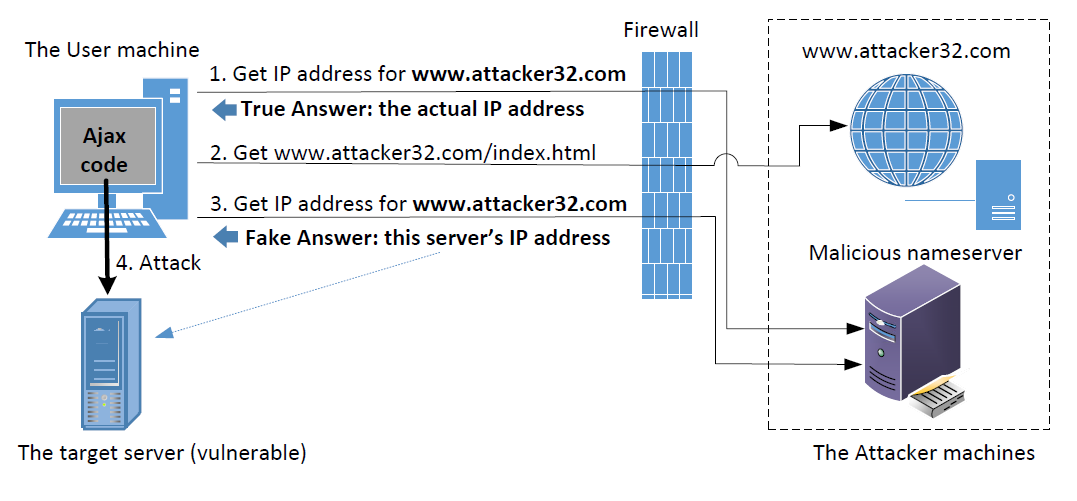 The User machine
Firewall
www.attacker32.com
1. Get IP address for www.attacker32.com
True Answer: the actual IP address
Ajax
code
2. Get www.attacker32.com/index.html
3. Get IP address for www.attacker32.com
Fake Answer: this server’s IP address
4. Attack
Malicious nameserver
The target server (vulnerable)
The Attacker machines